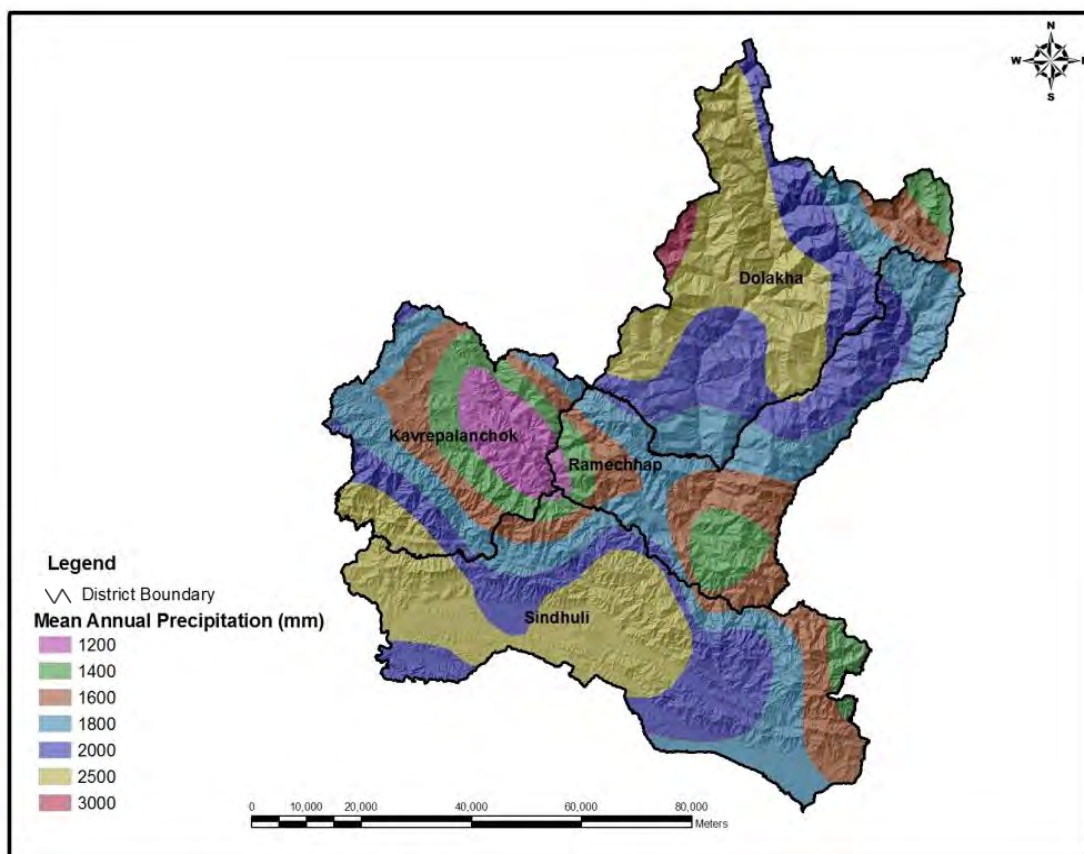 N
W
S
Dolakha
Kavrepalanchok
Ramechhap
Sindhuli
Legend
District Boundary
Mean Annual Precipitation (mm)
1200
1400
1600
1800
2000
2500
3000
0 10,000 20,000 40,000 60,000 80,000
Meters